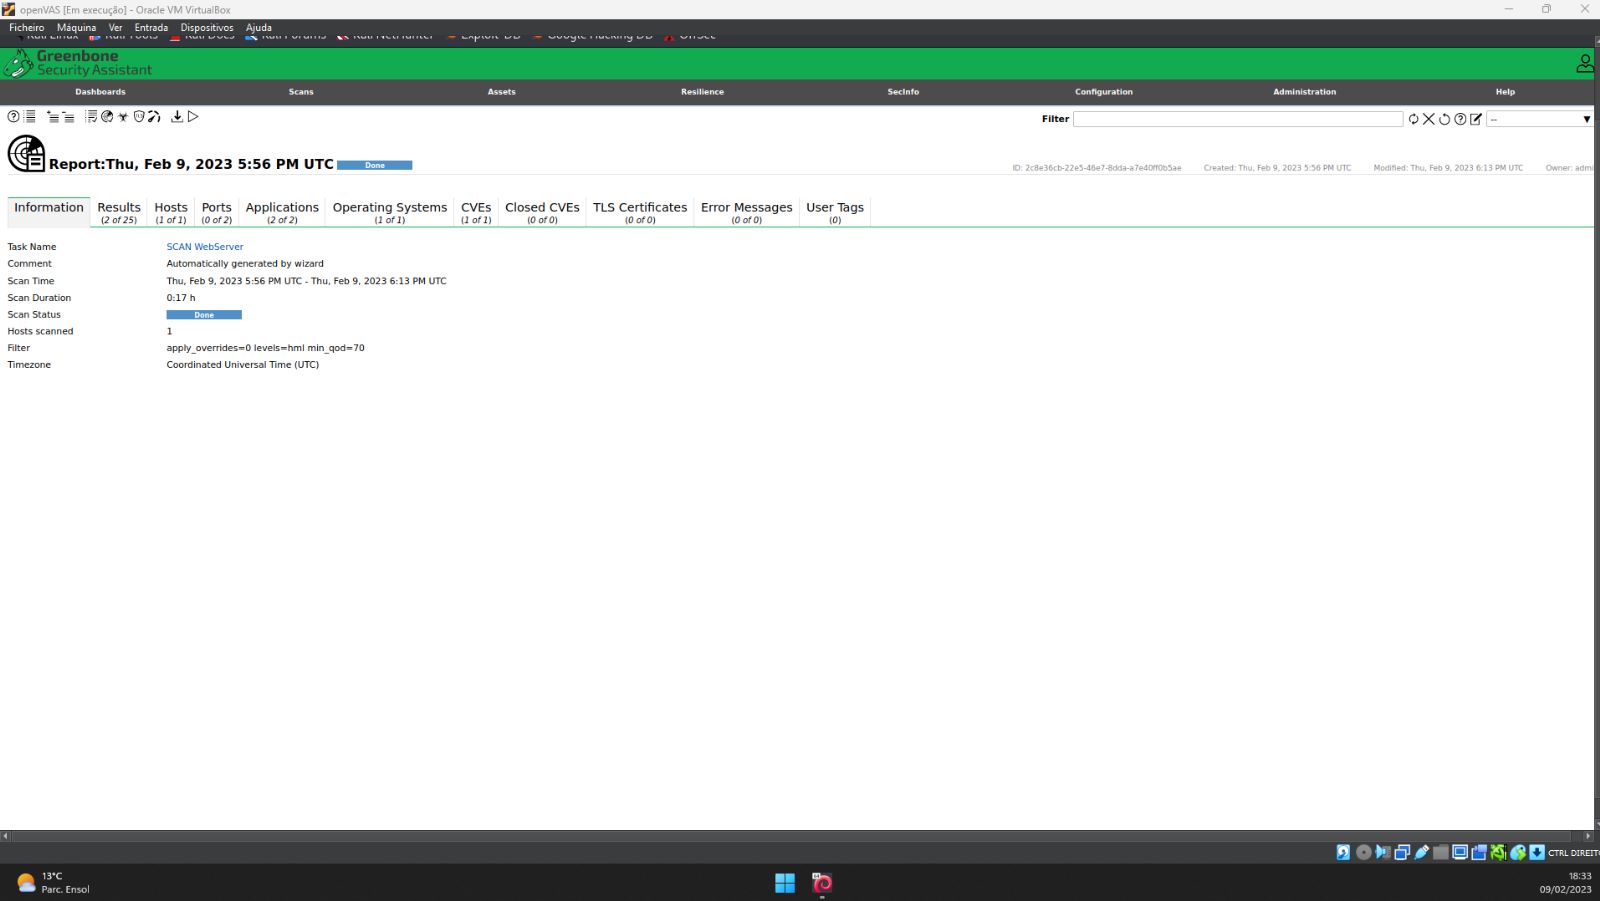 openVAS [Em execução] - Oracle VM VirtualBox
Ficheiro Máquina Ver Entrada Dispositivos Ajuda
Kali Linux Kali Tools Kali Docs Kali Forums Kali NetHunter Exploit-DB Google Hacking DB OffSec
Greenbone
Security Assistant
Dashboards Scans Assets Resilience SecInfo Configuration Administration Help
Filter --
Report:Thu, Feb 9, 2023 5:56 PM UTC Done ID: 2c8e36cb-22e5-46e7-8dda-a7e40ff0b5ae Created: Thu, Feb 9, 2023 5:56 PM UTC Modified: Thu, Feb 9, 2023 6:13 PM UTC Owner: admi
Information Results Hosts Ports Applications Operating Systems CVEs Closed CVEs TLS Certificates Error Messages User Tags
(2 of 25) (1 of 1) (0 of 2) (2 of 2) (1 of 1) (1 of 1) (0 of 0) (0 of 0) (0 of 0) (0)
Task Name SCAN WebServer
Comment Automatically generated by wizard
Scan Time Thu, Feb 9, 2023 5:56 PM UTC - Thu, Feb 9, 2023 6:13 PM UTC
Scan Duration 0:17 h
Scan Status Done
Hosts scanned 1
Filter apply_overrides=0 levels=hml min_qod=70
Timezone Coordinated Universal Time (UTC)
CTRL DIREIT
13°C
Parc. Ensol
18:33
09/02/2023